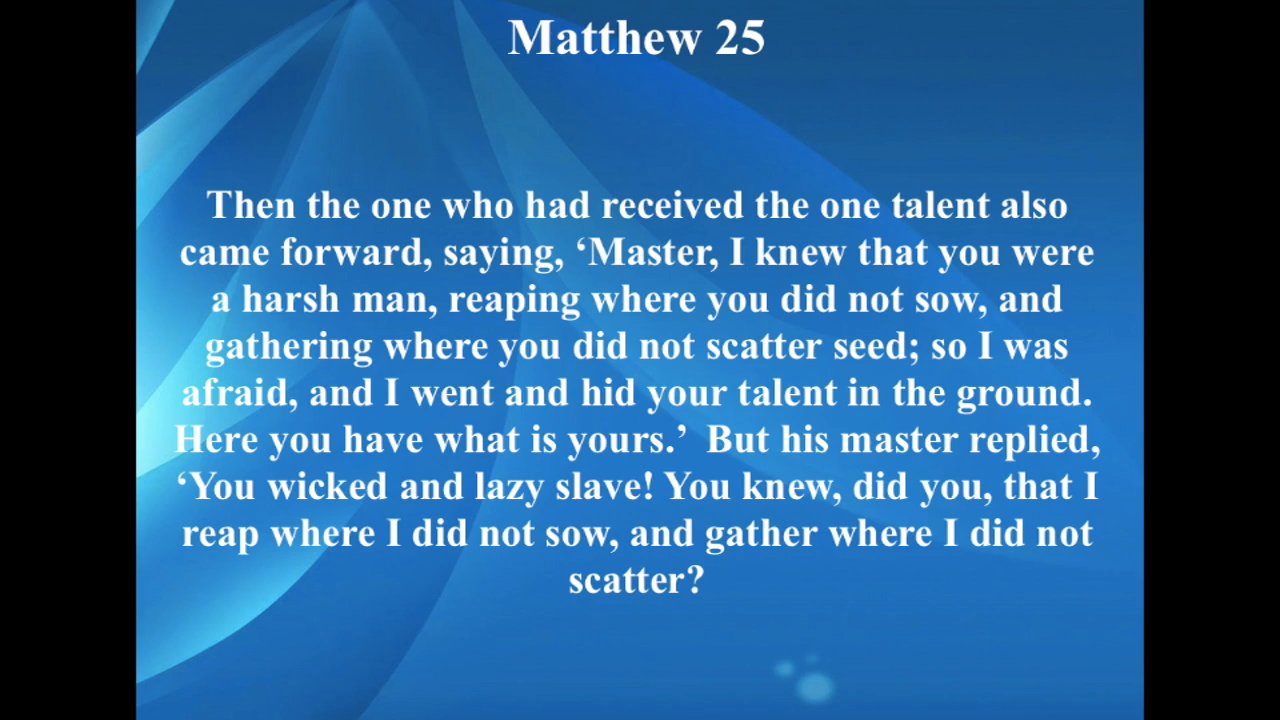 Matthew 25
Then the one who had received the one talent also
came forward, saying, ‘Master, I knew that you were
a harsh man, reaping where you did not sow, and
gathering where you did not scatter seed; so I was
afraid, and I went and hid your talent in the ground.
Here you have what is yours.’ But his master replied,
‘You wicked and lazy slave! You knew, did you, that I
reap where I did not sow, and gather where I did not
scatter?